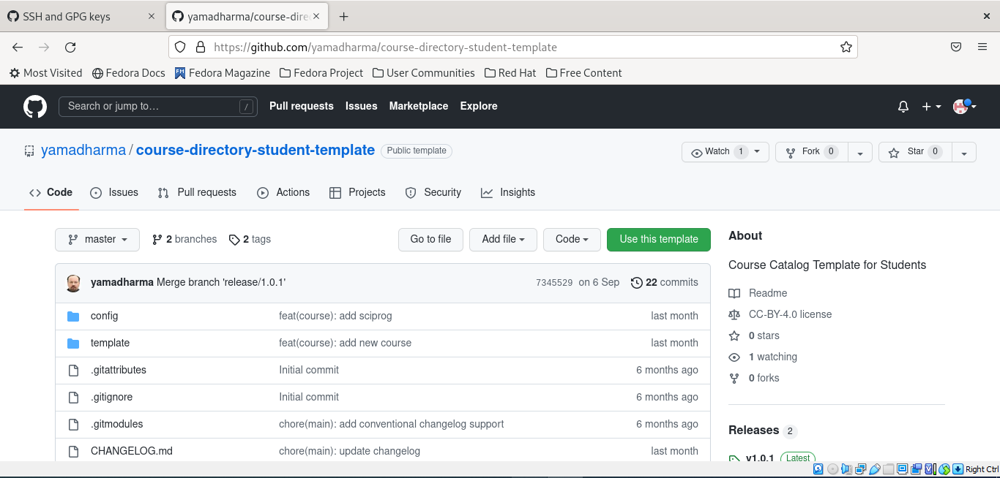 SSH and GPG keys
yamadharma/course-dire
https://github.com/yamadharma/course-directory-student-template
Most Visited Fedora Docs FM Fedora Magazine Fedora Project User Communities Red Hat Free Content
Search or jump to… / Pull requests Issues Marketplace Explore
yamadharma / course-directory-student-template Public template Watch 1 Fork 0 Star 0
Code Issues Pull requests Actions Projects Security Insights
master 2 branches 2 tags Go to file Add file Code Use this template
yamadharma Merge branch 'release/1.0.1' 7345529 on 6 Sep 22 commits
config feat(course): add sciprog last month
template feat(course): add new course last month
.gitattributes Initial commit 6 months ago
.gitignore Initial commit 6 months ago
.gitmodules chore(main): add conventional changelog support 6 months ago
CHANGELOG.md chore(main): update changelog last month
About
Course Catalog Template for Students
Readme
CC-BY-4.0 license
0 stars
1 watching
0 forks
Releases 2
v1.0.1 Latest
Right Ctrl